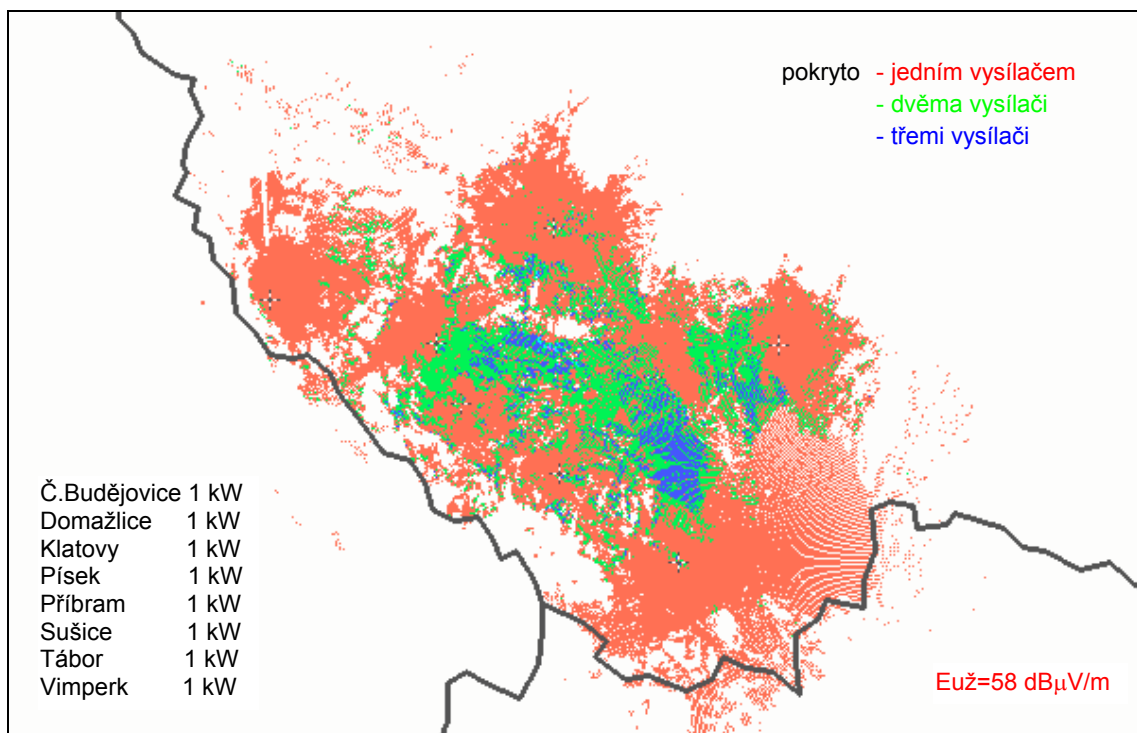 pokryto - jedním vysílačem
- dvěma vysílači
- třemi vysílači
Č.Budějovice 1 kW
Domažlice 1 kW
Klatovy 1 kW
Písek 1 kW
Příbram 1 kW
Sušice 1 kW
Tábor 1 kW
Vimperk 1 kW
Euž=58 dBμV/m